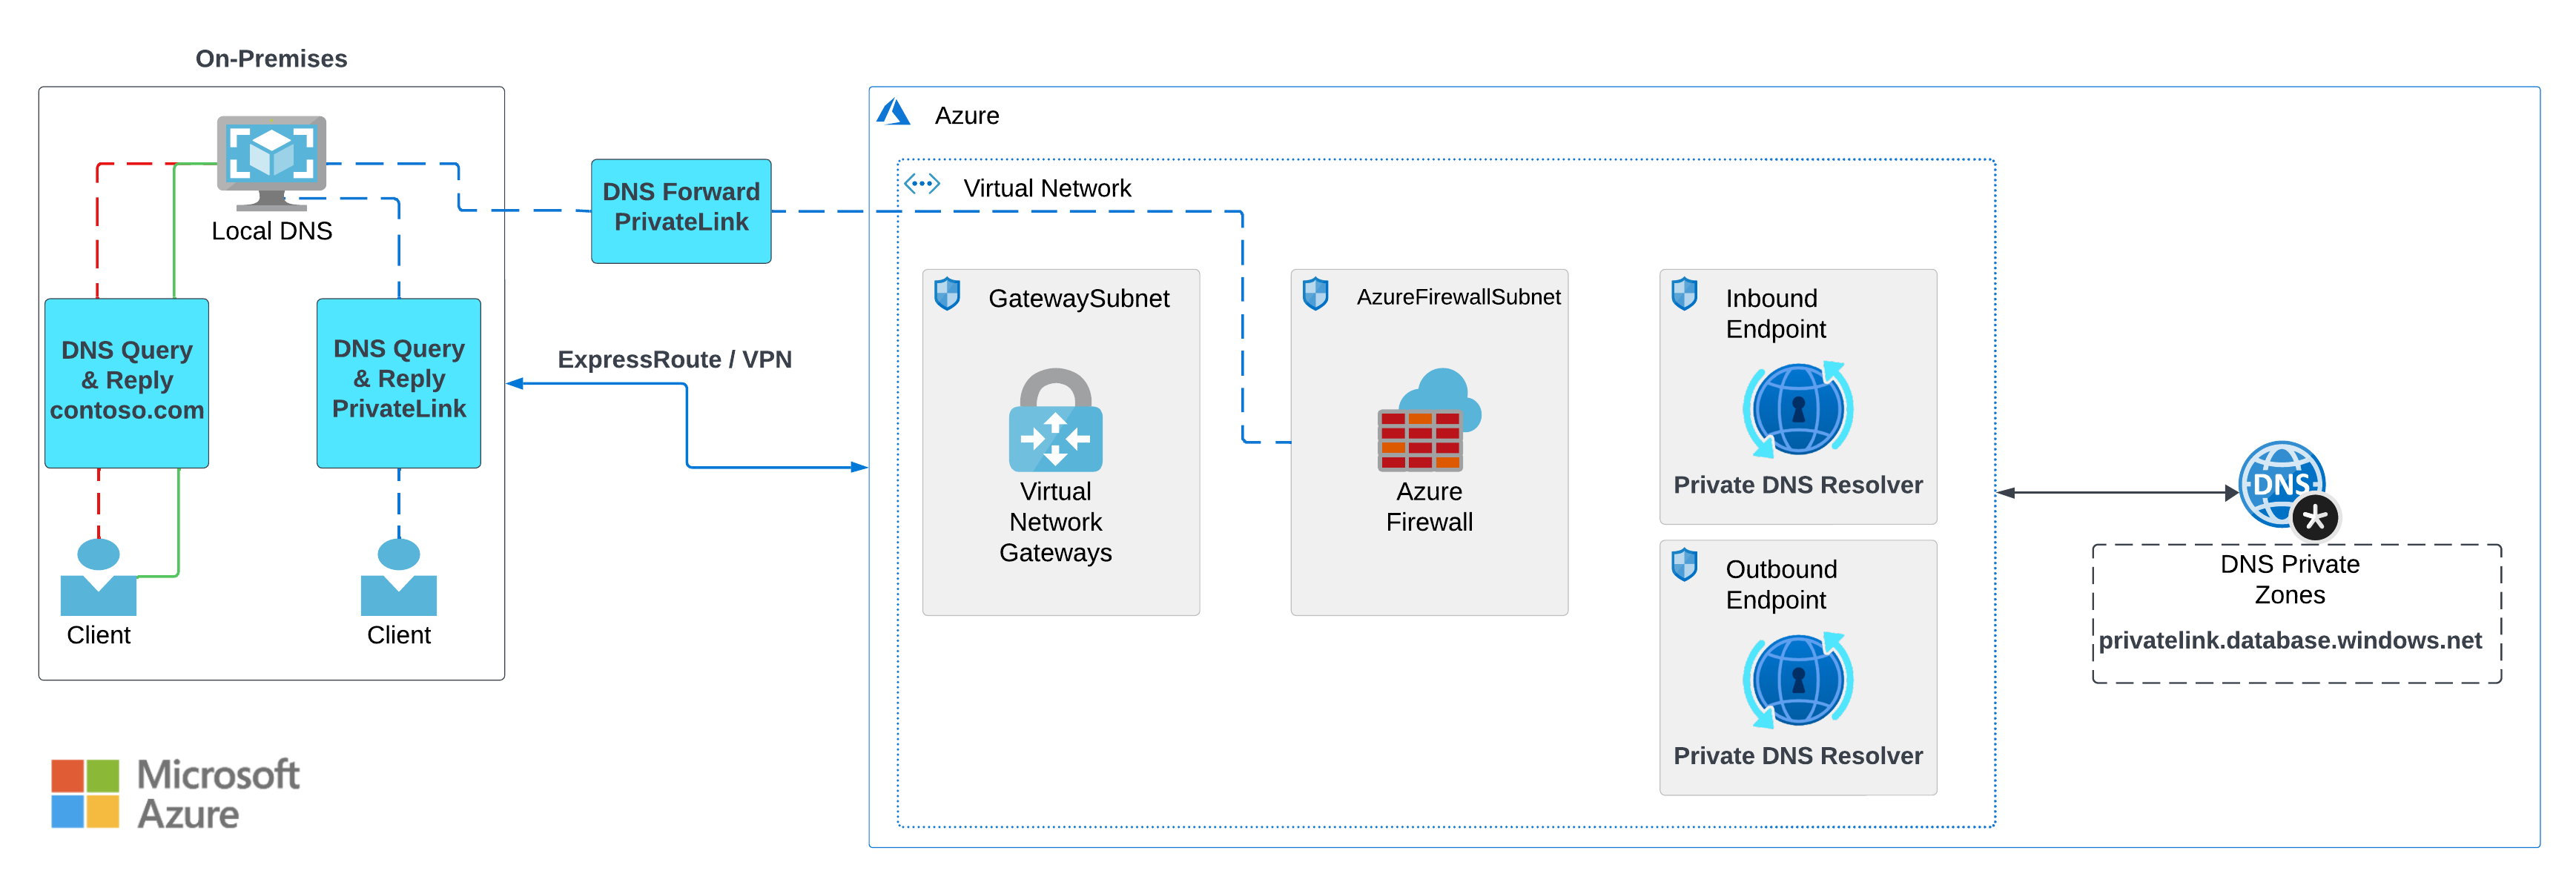 On-Premises
Local DNS
DNS Query
& Reply
contoso.com
DNS Query
& Reply
PrivateLink
Client
Client
DNS Forward
PrivateLink
ExpressRoute / VPN
Azure
Virtual Network
GatewaySubnet
Virtual
Network
Gateways
AzureFirewallSubnet
Azure
Firewall
Inbound
Endpoint
Private DNS Resolver
Outbound
Endpoint
Private DNS Resolver
DNS
DNS Private
Zones
privatelink.database.windows.net
Microsoft
Azure